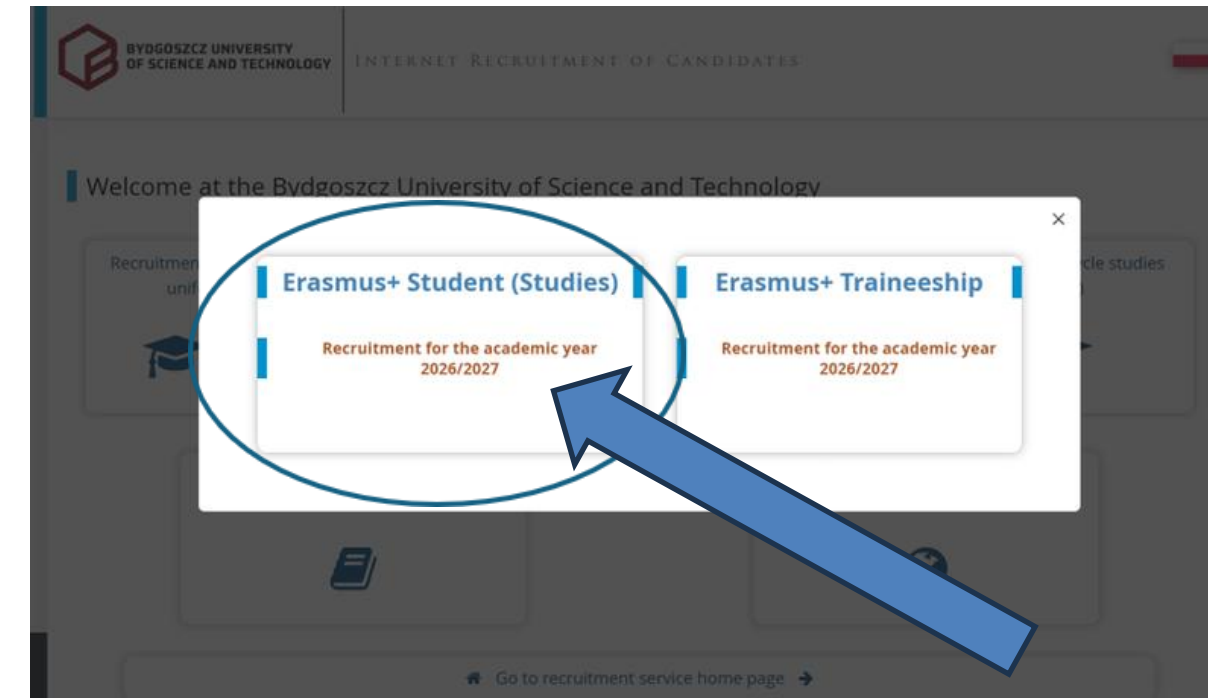 BYDGOSZCZ UNIVERSITY
OF SCIENCE AND TECHNOLOGY
INTERNET RECRUITMENT OF CANDIDATES
Welcome at the Bydgoszcz University of Science and Technology
×
cle studies
Erasmus+ Student (Studies)
Erasmus+ Traineeship
Recruitment for the academic year
2026/2027
Recruitment for the academic year
2026/2027
Go to recruitment service home page